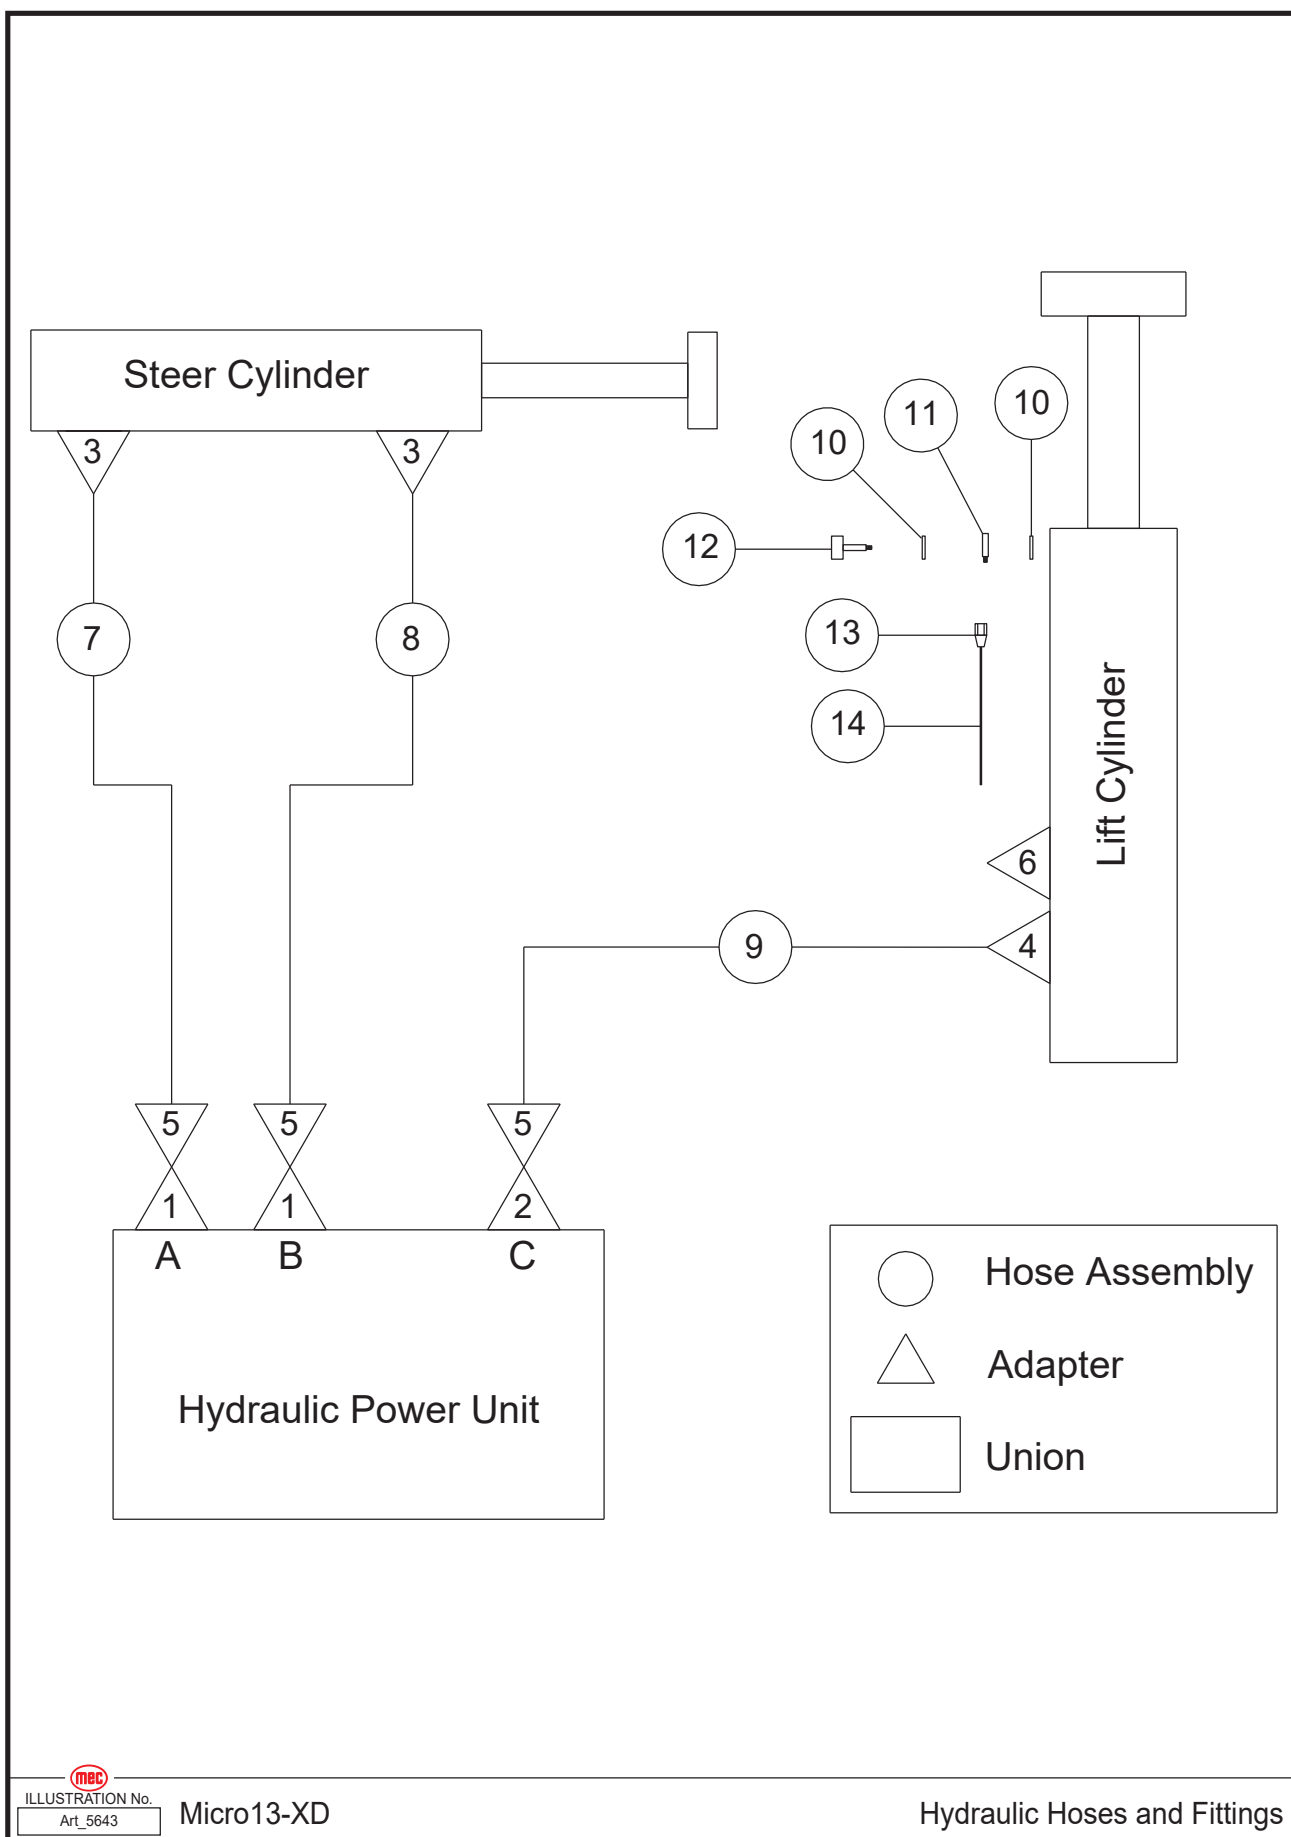 Steer Cylinder
3
3
10
11
10
12
7
8
13
14
Lift Cylinder
6
4
9
5
5
5
1
1
2
A
B
C
Hydraulic Power Unit
Hose Assembly
Adapter
Union
mec
ILLUSTRATION No.
Art_5643
Micro13-XD
Hydraulic Hoses and Fittings